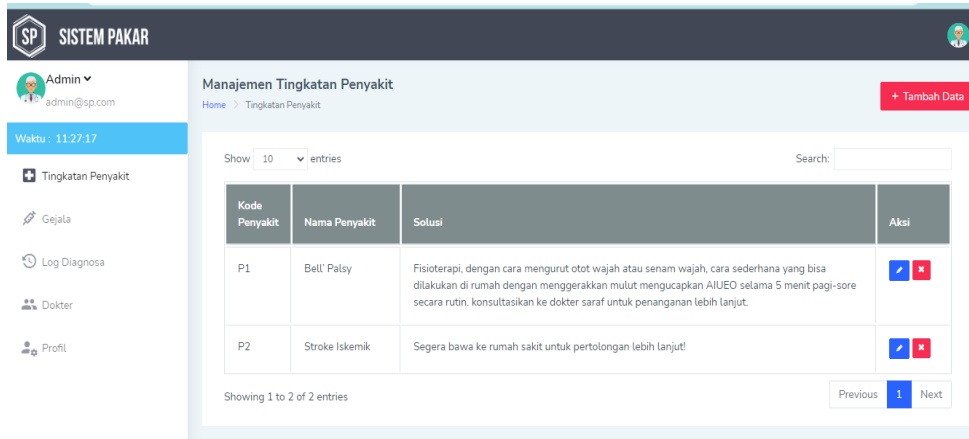 SP SISTEM PAKAR
Admin
admin@sp.com
Waktu : 11:27:17
Tingkatan Penyakit
Gejala
Log Diagnosa
Dokter
Profil
Manajemen Tingkatan Penyakit
Home > Tingkatan Penyakit
+ Tambah Data
Show 10 entries
Search:
Kode
Penyakit Nama Penyakit Solusi Aksi
P1 Bell' Palsy Fisioterapi, dengan cara mengurut otot wajah atau senam wajah, cara sederhana yang bisa
dilakukan di rumah dengan menggerakkan mulut mengucapkan AIUEO selama 5 menit pagi-sore
secara rutin. konsultasikan ke dokter saraf untuk penanganan lebih lanjut.
P2 Stroke Iskemik Segera bawa ke rumah sakit untuk pertolongan lebih lanjut!
Showing 1 to 2 of 2 entries
Previous 1 Next